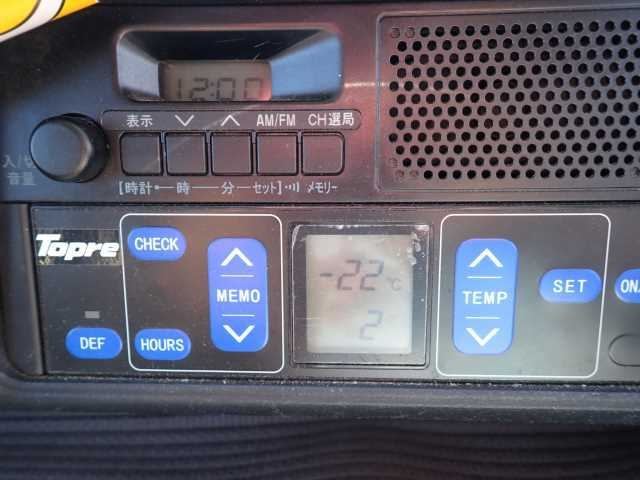 12:00
表示 AM/FM CH選局
入/切
音量
[時計 時 分 セット] メモリー
Topre
CHECK
MEMO
HOURS
DEF
-22℃
2
TEMP
SET
ON